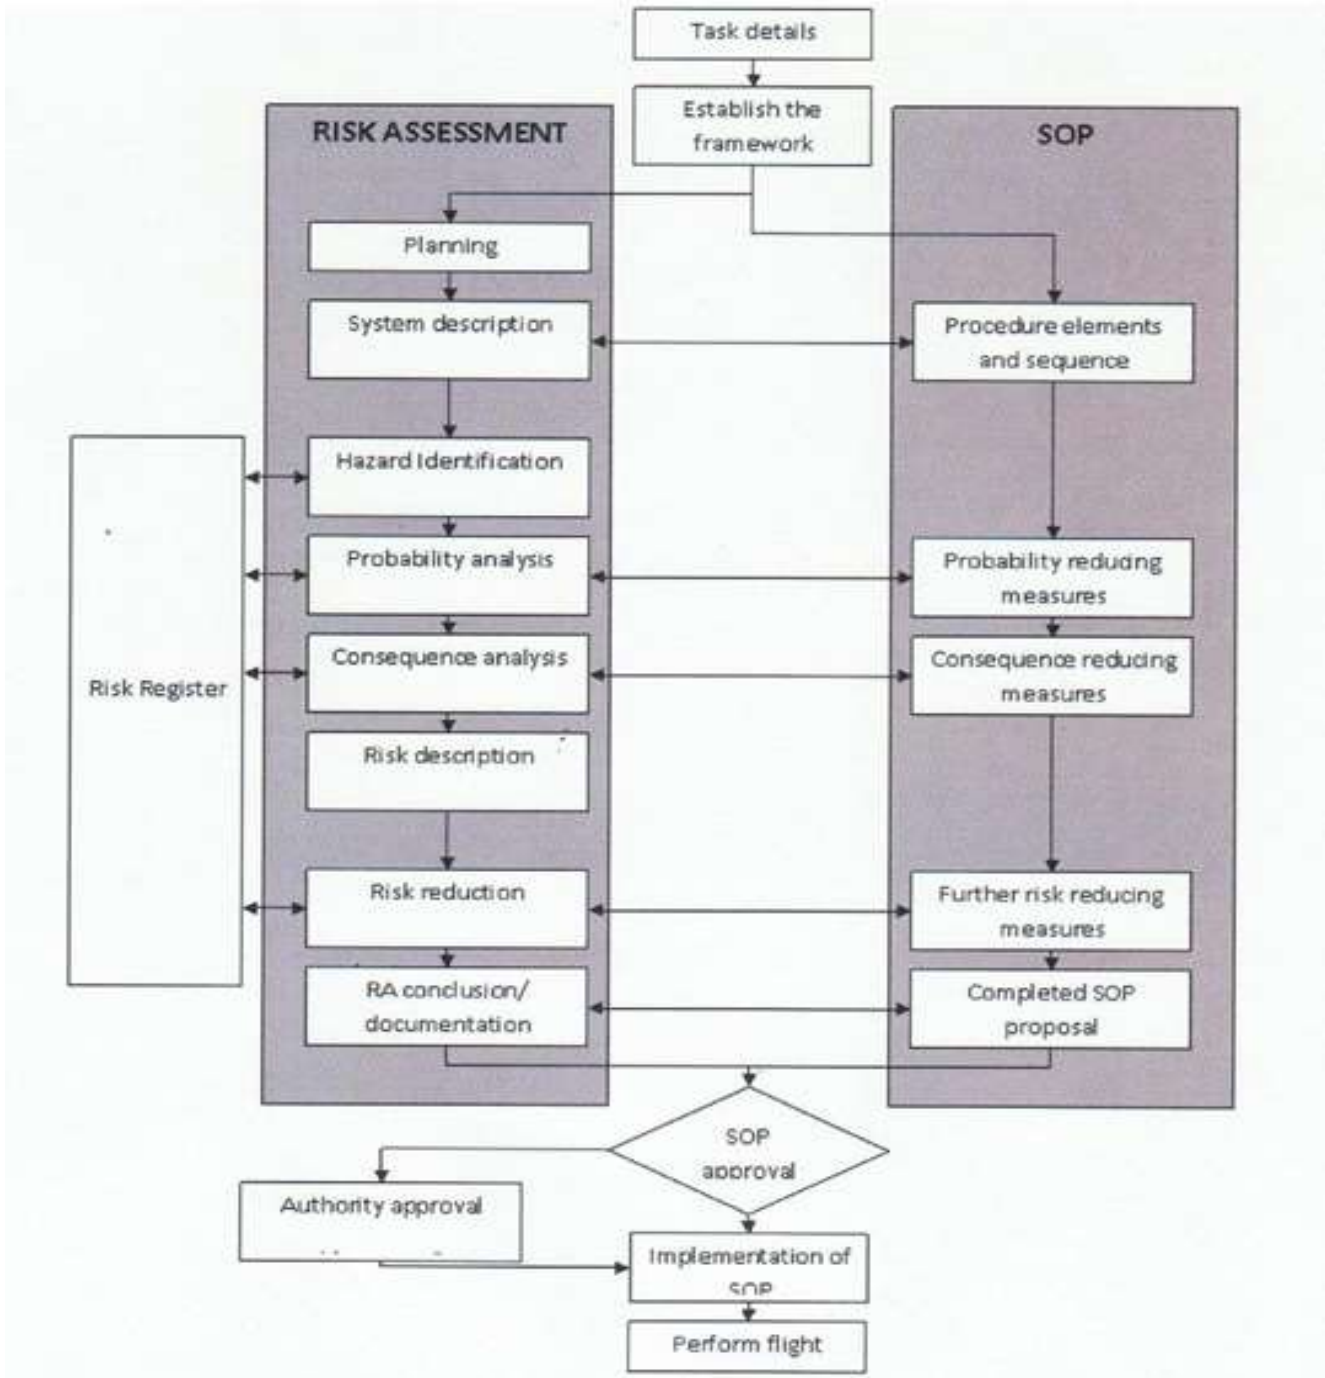 Task details
Establish the
framework
RISK ASSESSMENT
SOP
Planning
System description
Procedure elements
and sequence
Hazard Identification
Probability analysis
Probability reducing
measures
Consequence analysis
Consequence reducing
measures
Risk Register
Risk description
Risk reduction
Further risk reducing
measures
RA conclusion/
documentation
Completed SOP
proposal
SOP
approval
Authority approval
Implementation of
SOP
Perform flight